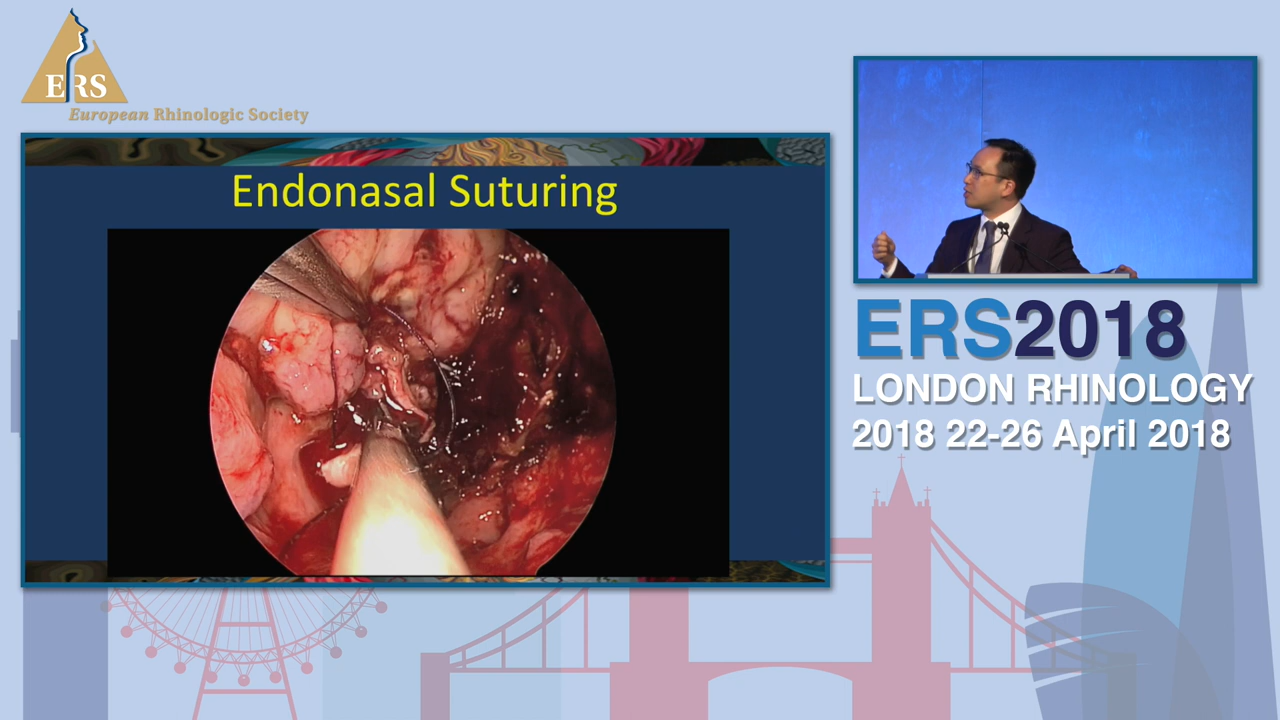 ERS
European Rhinologic Society
Endonasal Suturing
ERS2018
LONDON RHINOLOGY
2018 22-26 April 2018